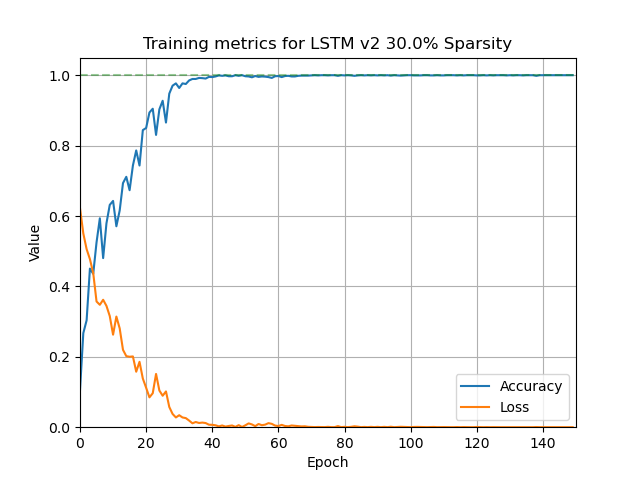 Training metrics for LSTM v2 30.0% Sparsity
1.0
0.8
0.6
0.4
0.2
0.0
Value
0 20 40 60 80 100 120 140
Epoch
Accuracy
Loss